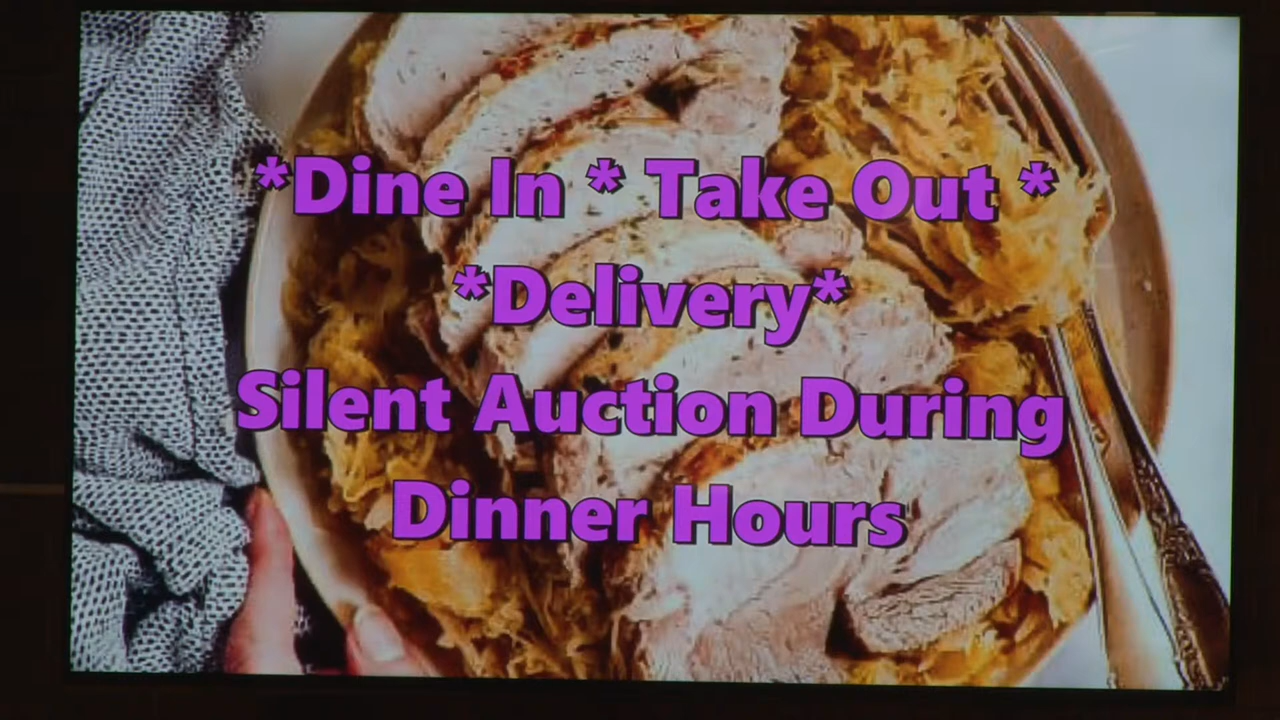 *Dine In * Take Out *
*Delivery*
Silent Auction During
Dinner Hours